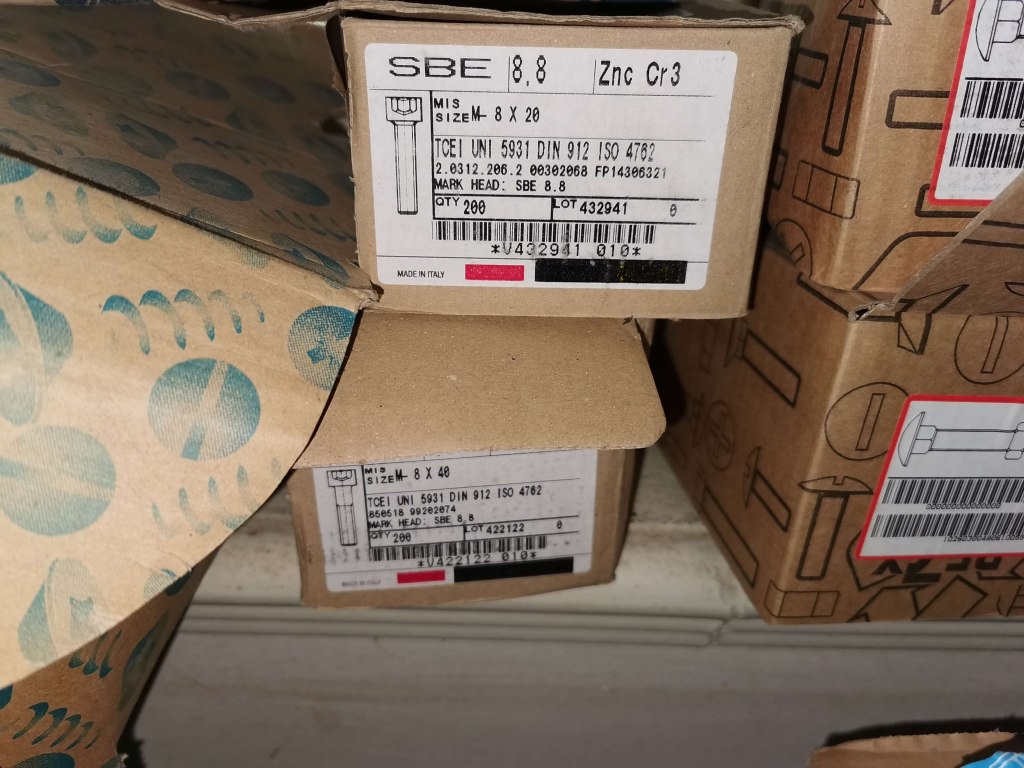 SBE 8.8 Znc Cr3
MIS
SIZE M- 8 X 20
TCEI UNI 5931 DIN 912 ISO 4762
2.0312.206.2 00302068 FP14306321
MARK HEAD: SBE 8.8
QTY 200 LOT 432941 0
*V432941 010*
MADE IN ITALY
MIS
SIZE M- 8 X 40
TCEI UNI 5931 DIN 912 ISO 4762
850518 99202074
MARK HEAD: SBE 8.8
QTY 200 LOT 422122 0
*V422122 010*
MADE IN ITALY